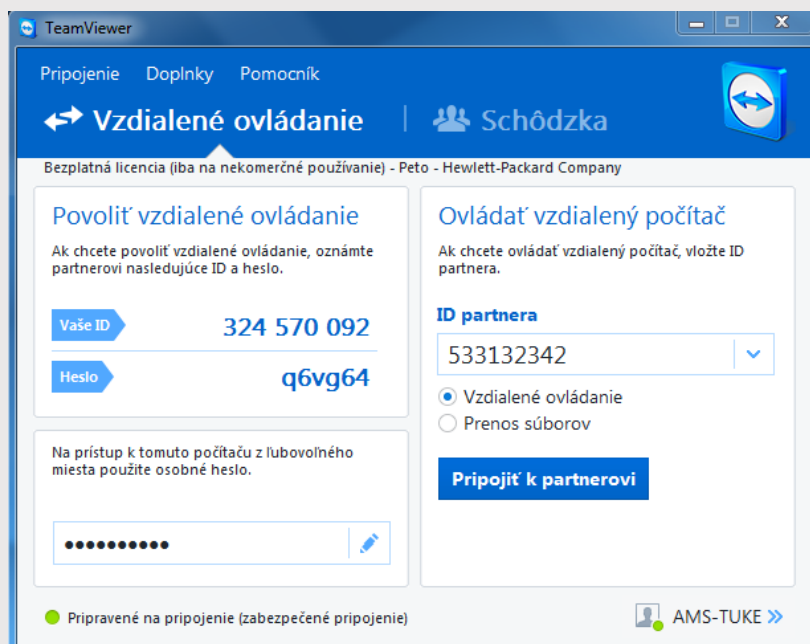 TeamViewer
Pripojenie Doplnky Pomocník
Vzdialené ovládanie | Schôdzka
Bezplatná licencia (iba na nekomerčné používanie) - Peto - Hewlett-Packard Company
Povoliť vzdialené ovládanie
Ak chcete povoliť vzdialené ovládanie, oznámte
partnerovi nasledujúce ID a heslo.
Vaše ID 324 570 092
Heslo q6vg64
Na prístup k tomuto počítaču z ľubovoľného
miesta použite osobné heslo.
••••••••••
Ovládať vzdialený počítač
Ak chcete ovládať vzdialený počítač, vložte ID
partnera.
ID partnera
533132342
Vzdialené ovládanie
Prenos súborov
Pripojiť k partnerovi
Pripravené na pripojenie (zabezpečené pripojenie)
AMS-TUKE